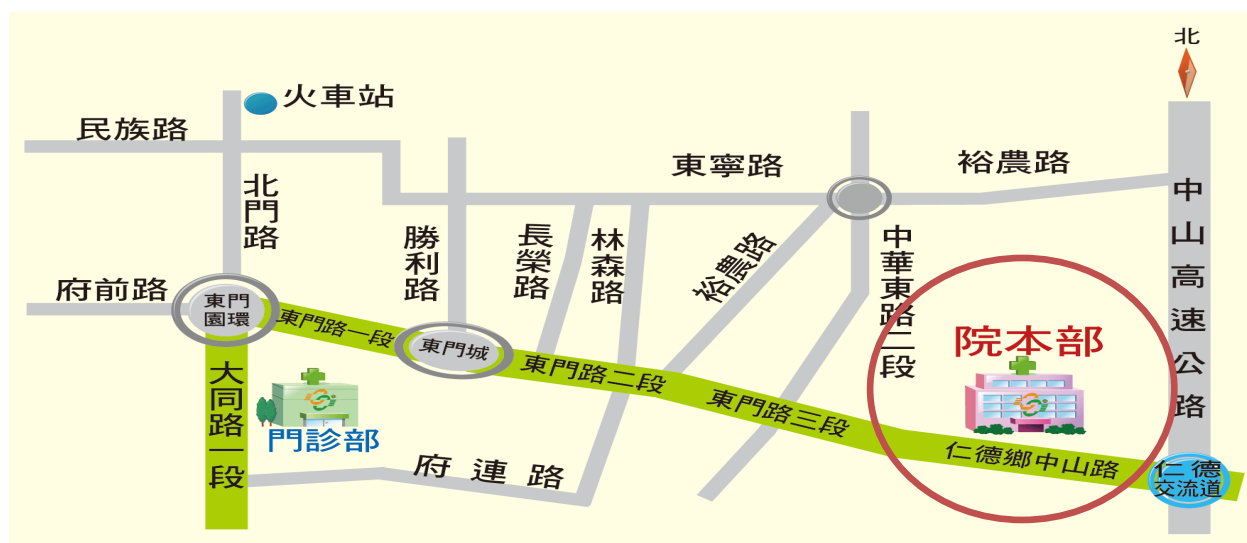 北
火車站
民族路
東寧路
裕農路
北門路
勝利路
長榮路
林森路
裕農路
中華東路二段
中山高速公路
府前路
東門
園環
東門路一段
東門城
院本部
大同路一段
門診部
東門路二段
東門路三段
仁德鄉中山路
府連路
仁德
交流道